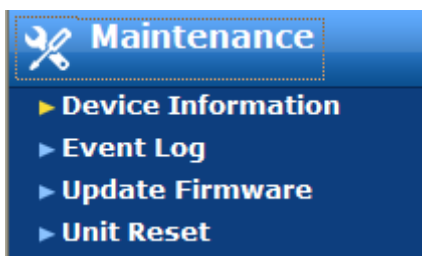 Maintenance
Device Information
Event Log
Update Firmware
Unit Reset